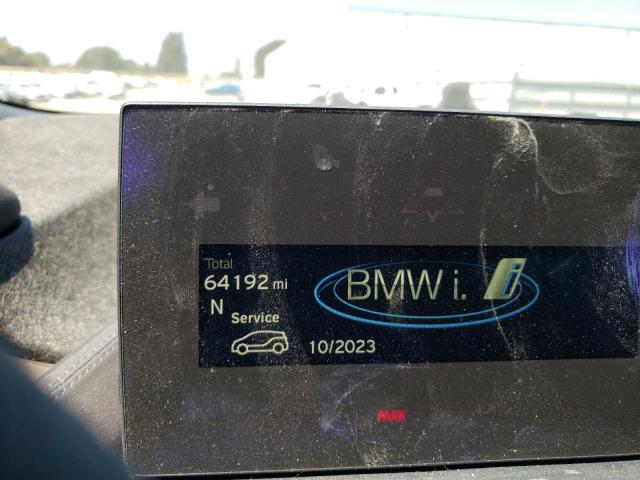 Total
64192 mi
BMW i. i
N
Service
10/2023
PARK